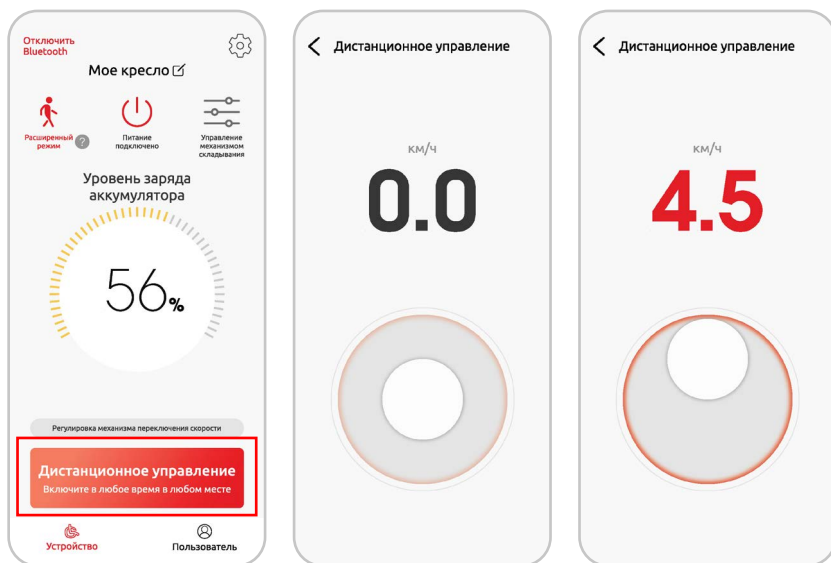 Отключить
Bluetooth
Мое кресло
Расширенный
режим
?
Питание
подключено
Управление
механизмом
складывания
Уровень заряда
аккумулятора
56%
Регулировка механизма переключения скорости
Дистанционное управление
Включите в любое время в любом месте
Устройство
Пользователь
Дистанционное управление
км/ч
0.0
Дистанционное управление
км/ч
4.5